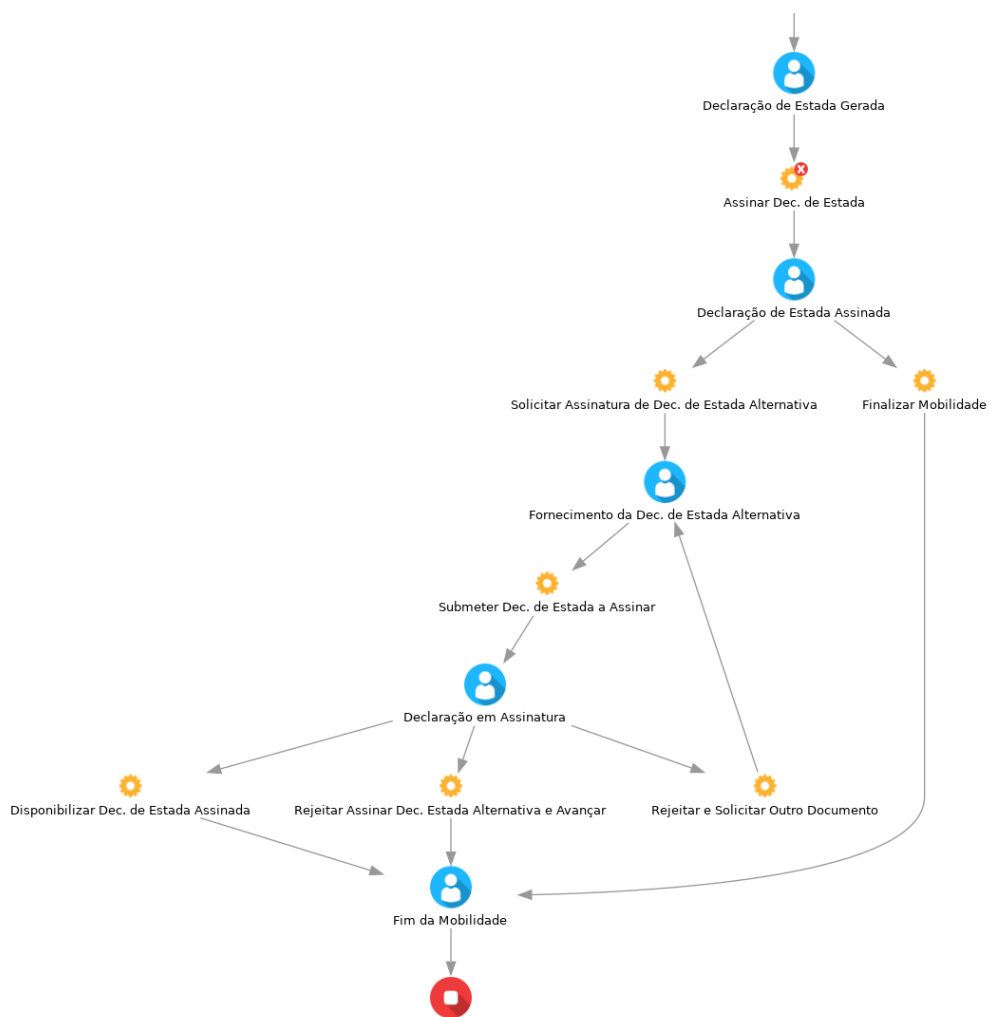 Declaração de Estada Gerada
Assinar Dec. de Estada
Declaração de Estada Assinada
Solicitar Assinatura de Dec. de Estada Alternativa
Finalizar Mobilidade
Fornecimento da Dec. de Estada Alternativa
Submeter Dec. de Estada a Assinar
Declaração em Assinatura
Disponibilizar Dec. de Estada Assinada
Rejeitar Assinar Dec. Estada Alternativa e Avançar
Rejeitar e Solicitar Outro Documento
Fim da Mobilidade